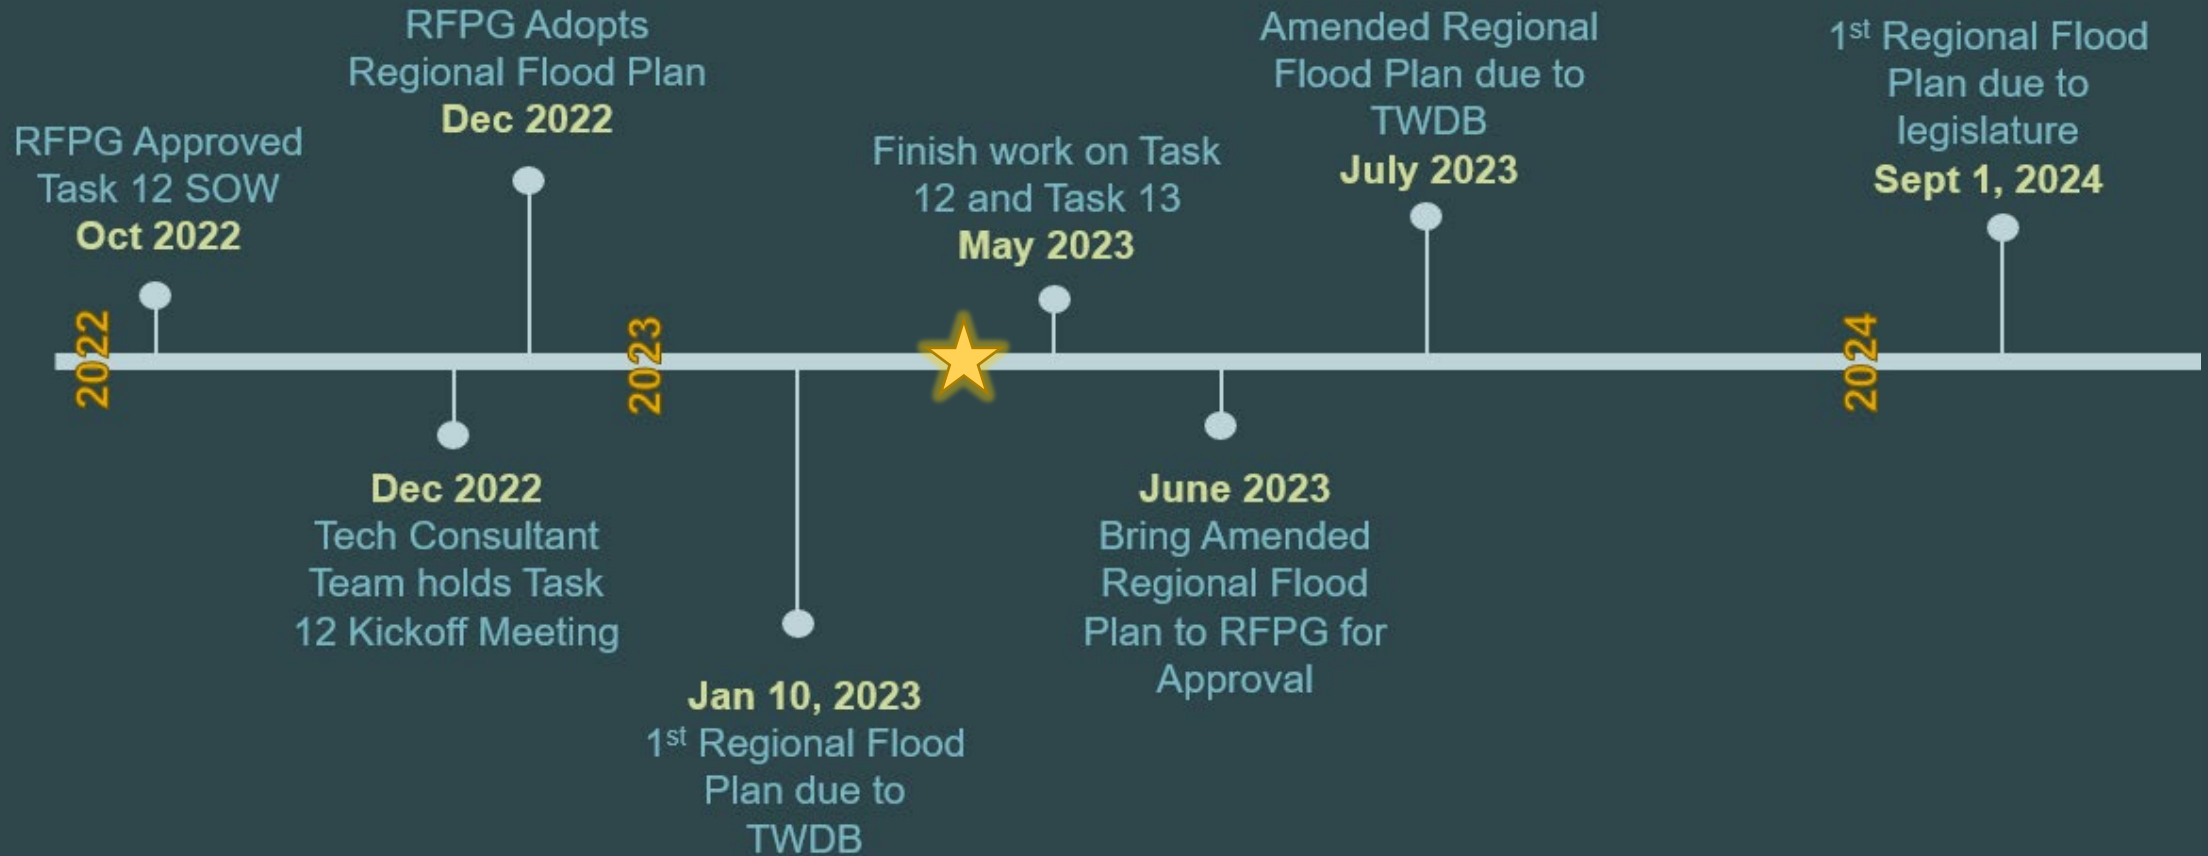 RFPG Approved
Task 12 SOW
Oct 2022
RFPG Adopts
Regional Flood Plan
Dec 2022
Finish work on Task
12 and Task 13
May 2023
Amended Regional
Flood Plan due to
TWDB
July 2023
1st Regional Flood
Plan due to
legislature
Sept 1, 2024
2022
2023
2024
Dec 2022
Tech Consultant
Team holds Task
12 Kickoff Meeting
Jan 10, 2023
1st Regional Flood
Plan due to
TWDB
June 2023
Bring Amended
Regional Flood
Plan to RFPG for
Approval